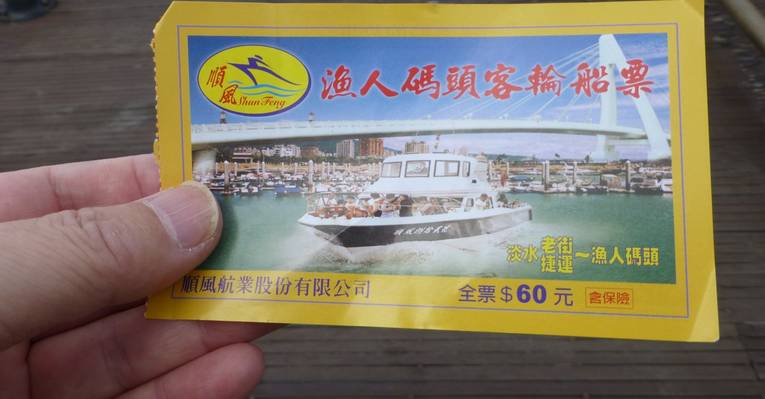 順風
Shun Feng
漁人碼頭客輪船票
淡水老街捷運~漁人碼頭
順風航業股份有限公司
全票$60元
含保險